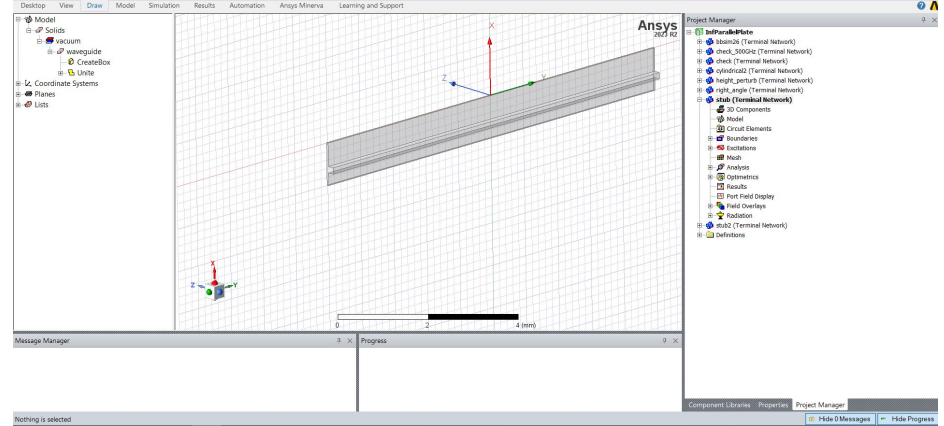 Desktop View Draw Model Simulation Results Automation Ansys Minerva Learning and Support
Model
Solids
vacuum
waveguide
CreateBox
Unite
Coordinate Systems
Planes
Lists
Ansys
2023 R2
X
Z
Y
X
Z
Y
0 2 4 (mm)
Project Manager
InfParallelPlate
bbsim26 (Terminal Network)
check_500GHz (Terminal Network)
check (Terminal Network)
cylindrical2 (Terminal Network)
height_perturb (Terminal Network)
right_angle (Terminal Network)
stub (Terminal Network)
3D Components
Model
Circuit Elements
Boundaries
Excitations
Mesh
Analysis
Optimetrics
Results
Port Field Display
Field Overlays
Radiation
stub2 (Terminal Network)
Definitions
Message Manager
Progress
Component Libraries Properties Project Manager
Nothing is selected
Hide 0 Messages Hide Progress